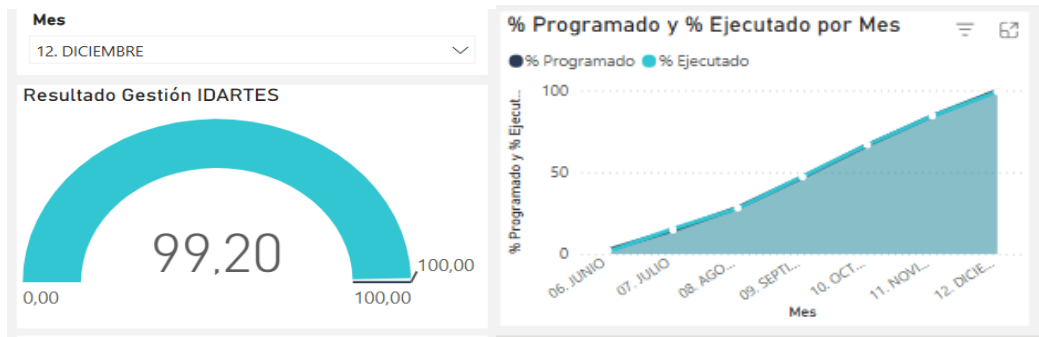 Mes
12. DICIEMBRE
Resultado Gestión IDARTES
99,20
100,00
0,00
100,00
% Programado y % Ejecutado por Mes
% Programado % Ejecutado
% Programado y % Ejecut...
100
50
0
06. JUNIO
07. JULIO
08. AGO...
09. SEPTI...
10. OCT...
11. NOVI...
12. DICIE...
Mes